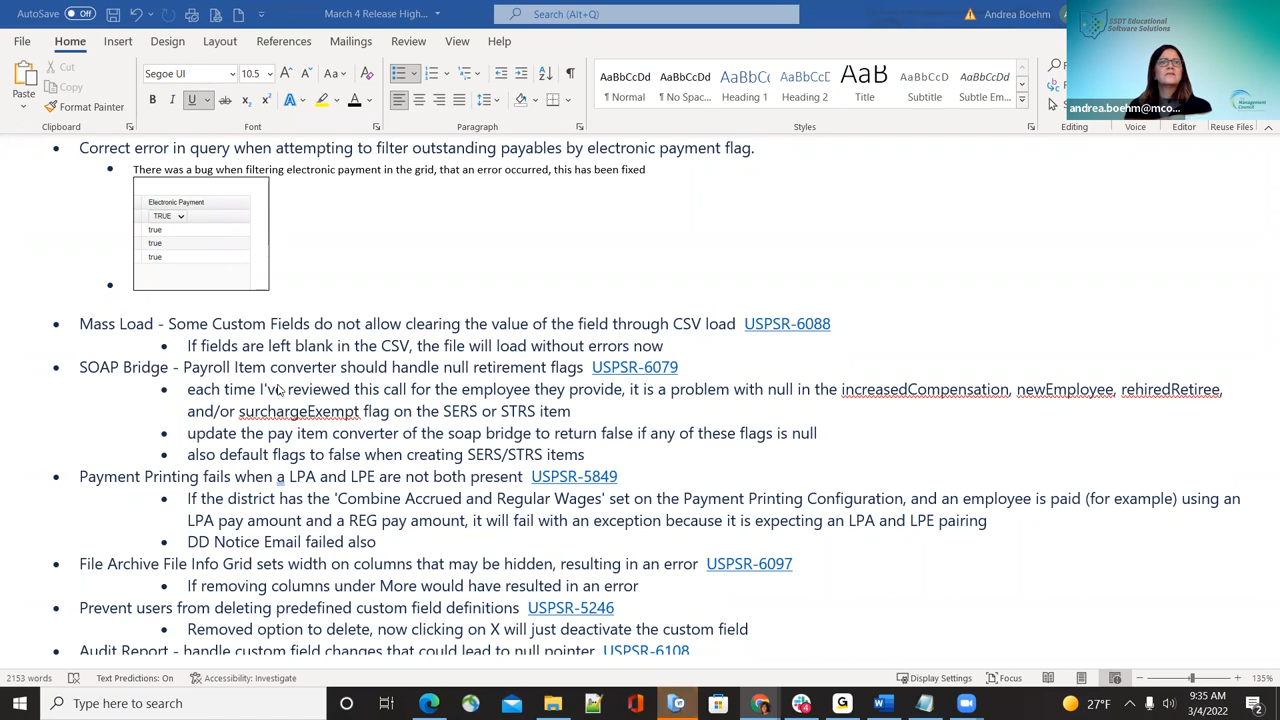 AutoSave Off March 4 Release High... Search (Alt+Q) Andrea Boehm
File Home Insert Draw Design Layout References Mailings Review View Help
ESDT Educational
Software Solutions
Management
Council
andrea.boehm@mco...
Paste Cut Copy Format Painter
Segoe UI 10.5
AaBbCcDd AaBbCcDd AaBbCc AaBbCcD AaB AaBbCcDd AaBbCcDd
¶ Normal ¶ No Spac... Heading 1 Heading 2 Title Subtitle Subtle Em...
Clipboard Font Paragraph Styles Editing Voice Editor Reuse Files
Correct error in query when attempting to filter outstanding payables by electronic payment flag.
There was a bug when filtering electronic payment in the grid, that an error occurred, this has been fixed
Electronic Payment
TRUE
true
true
true
Mass Load - Some Custom Fields do not allow clearing the value of the field through CSV load USPSR-6088
If fields are left blank in the CSV, the file will load without errors now
SOAP Bridge - Payroll Item converter should handle null retirement flags USPSR-6079
each time I've reviewed this call for the employee they provide, it is a problem with null in the increasedCompensation, newEmployee, rehiredRetiree,
and/or surchargeExempt flag on the SERS or STRS item
update the pay item converter of the soap bridge to return false if any of these flags is null
also default flags to false when creating SERS/STRS items
Payment Printing fails when a LPA and LPE are not both present USPSR-5849
If the district has the 'Combine Accrued and Regular Wages' set on the Payment Printing Configuration, and an employee is paid (for example) using an
LPA pay amount and a REG pay amount, it will fail with an exception because it is expecting an LPA and LPE pairing
DD Notice Email failed also
File Archive File Info Grid sets width on columns that may be hidden, resulting in an error USPSR-6097
If removing columns under More would have resulted in an error
Prevent users from deleting predefined custom field definitions USPSR-5246
Removed option to delete, now clicking on X will just deactivate the custom field
Audit Report - handle custom field changes that could lead to null pointer USPSR-6108
2153 words Text Predictions: On Accessibility: Investigate Display Settings Focus 135%
Type here to search 27°F 9:35 AM
3/4/2022